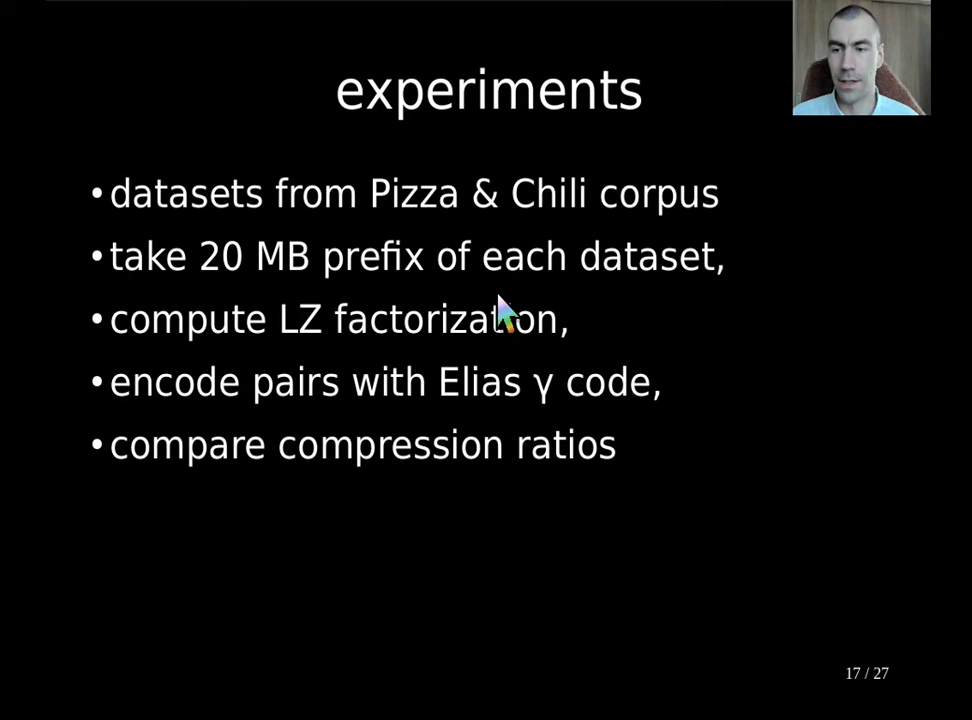 experiments
• datasets from Pizza & Chili corpus
• take 20 MB prefix of each dataset,
• compute LZ factorization,
• encode pairs with Elias γ code,
• compare compression ratios
17 / 27